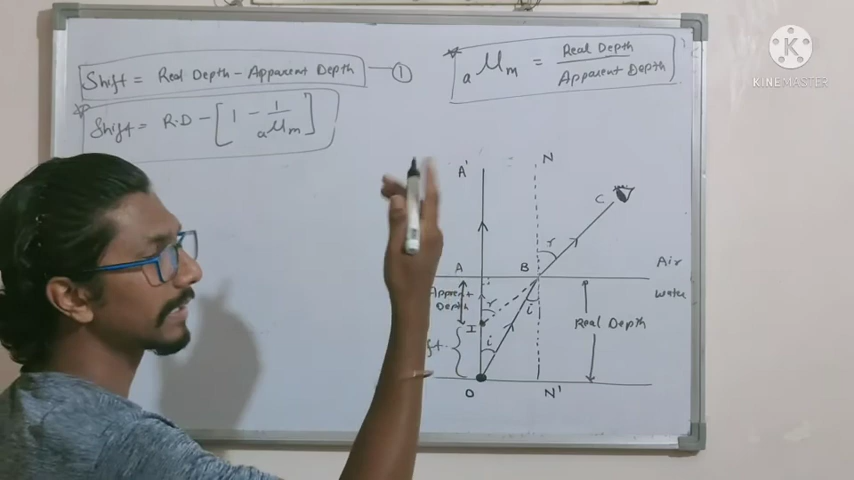 Shift = Real Depth - Apparent Depth — ①
* Shift = R.D - [1 - 1/aμm]
* aμm = Real Depth / Apparent Depth
K
KINEMASTER
A'
N
C
r
A
B
Air
Water
Apparent
Depth
r
i
I
Real Depth
i
O
N'